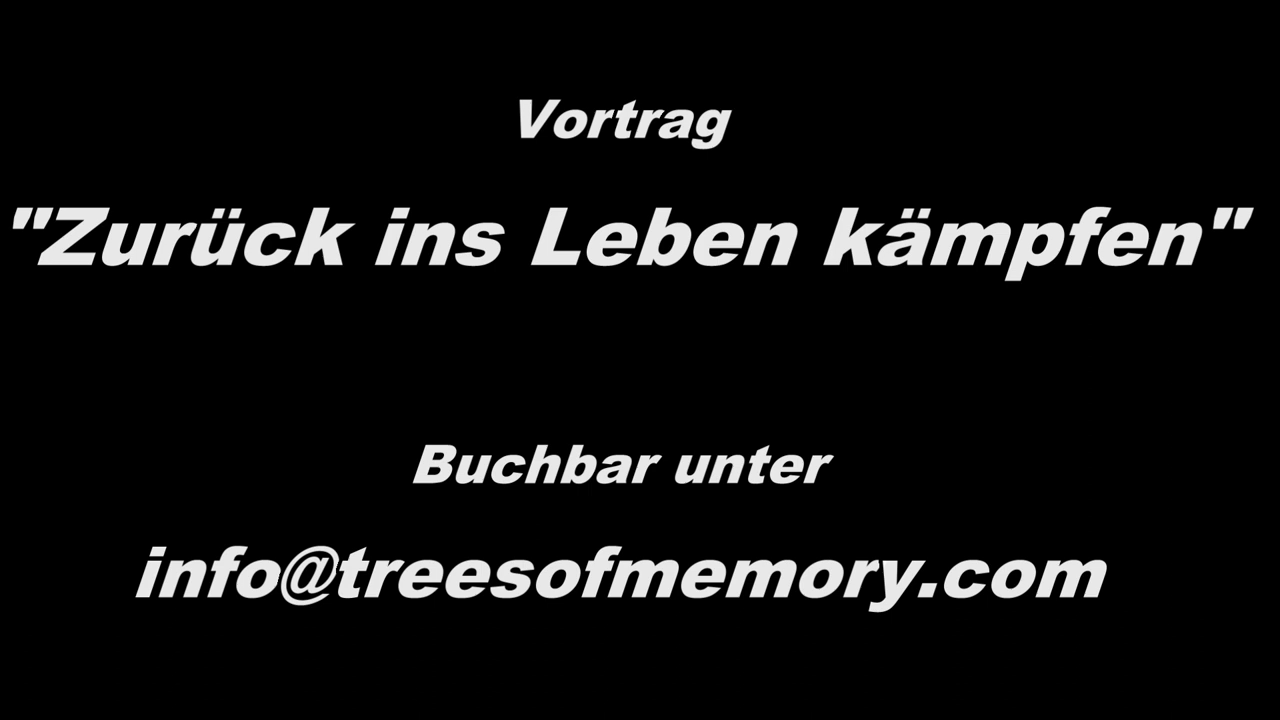 Vortrag
"Zurück ins Leben kämpfen"
Buchbar unter
info@treesofmemory.com